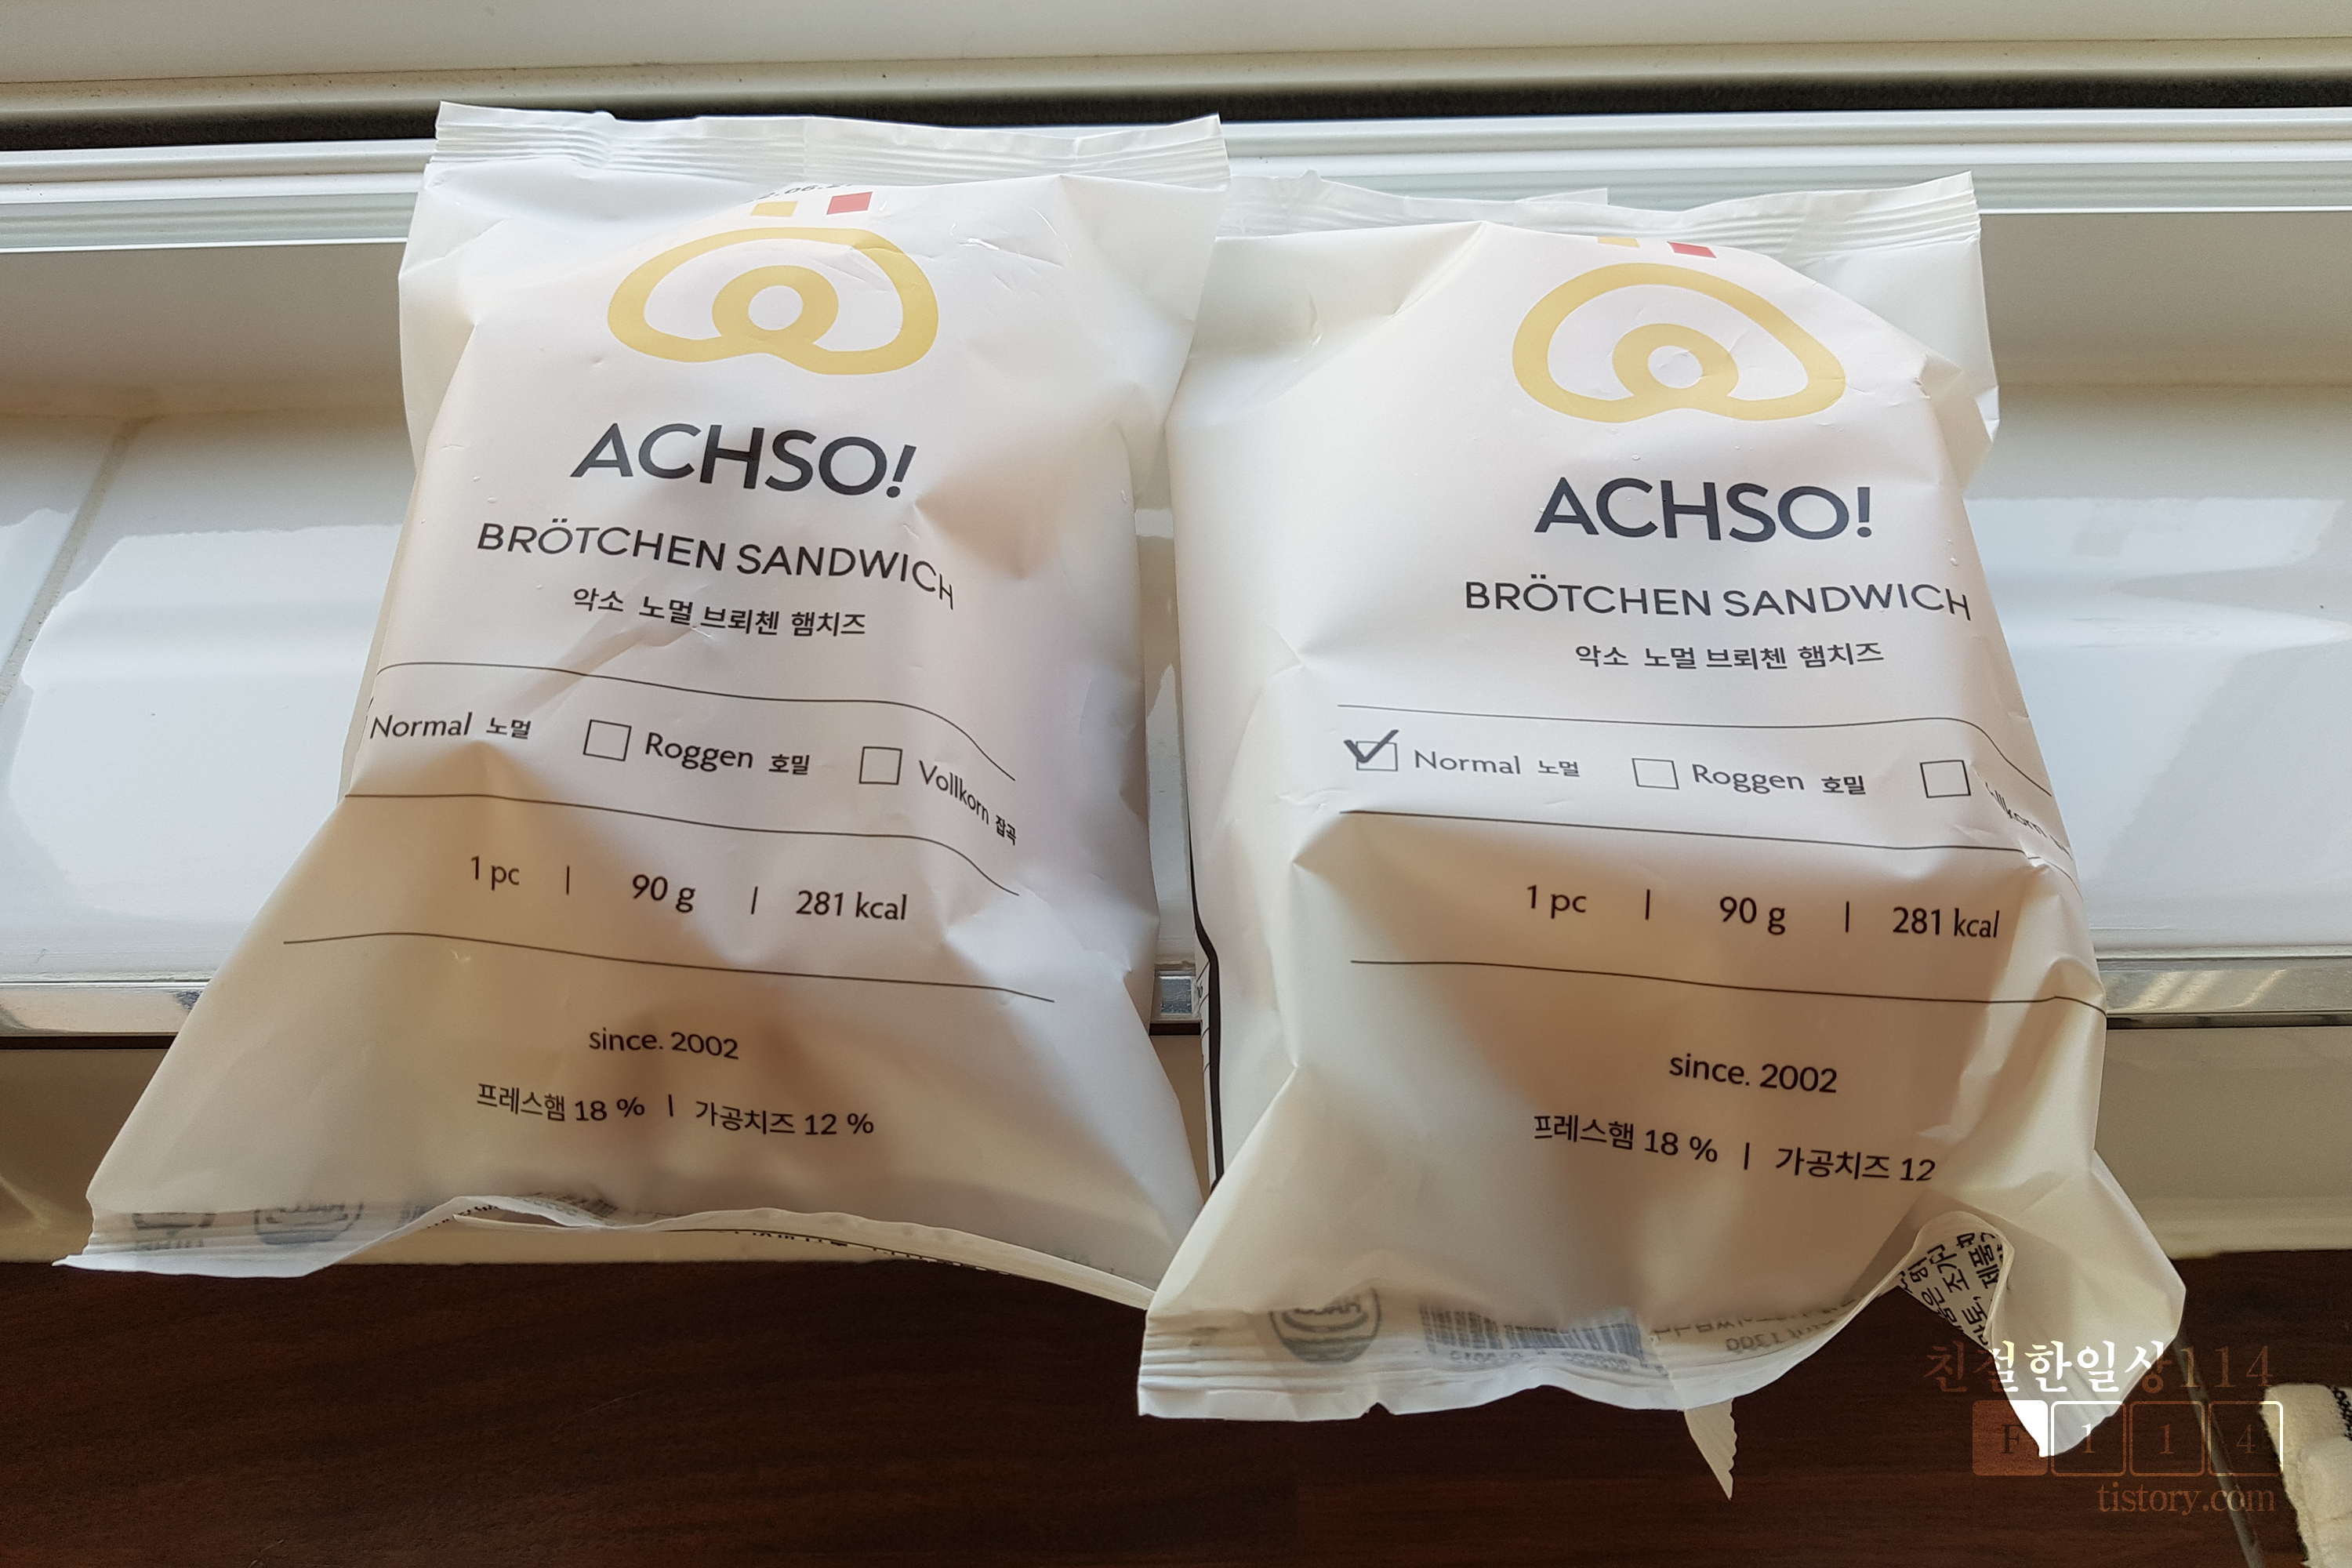 ACHSO!
BRÖTCHEN SANDWICH
악소 노멀 브뢰첸 햄치즈
Normal 노멀 Roggen 호밀 Vollkorn 잡곡
1 pc | 90 g | 281 kcal
since. 2002
프레스햄 18 % | 가공치즈 12 %
ACHSO!
BRÖTCHEN SANDWICH
악소 노멀 브뢰첸 햄치즈
Normal 노멀 Roggen 호밀
1 pc | 90 g | 281 kcal
since. 2002
프레스햄 18 % | 가공치즈 12
친절한일상114
F 1 1 4
tistory.com